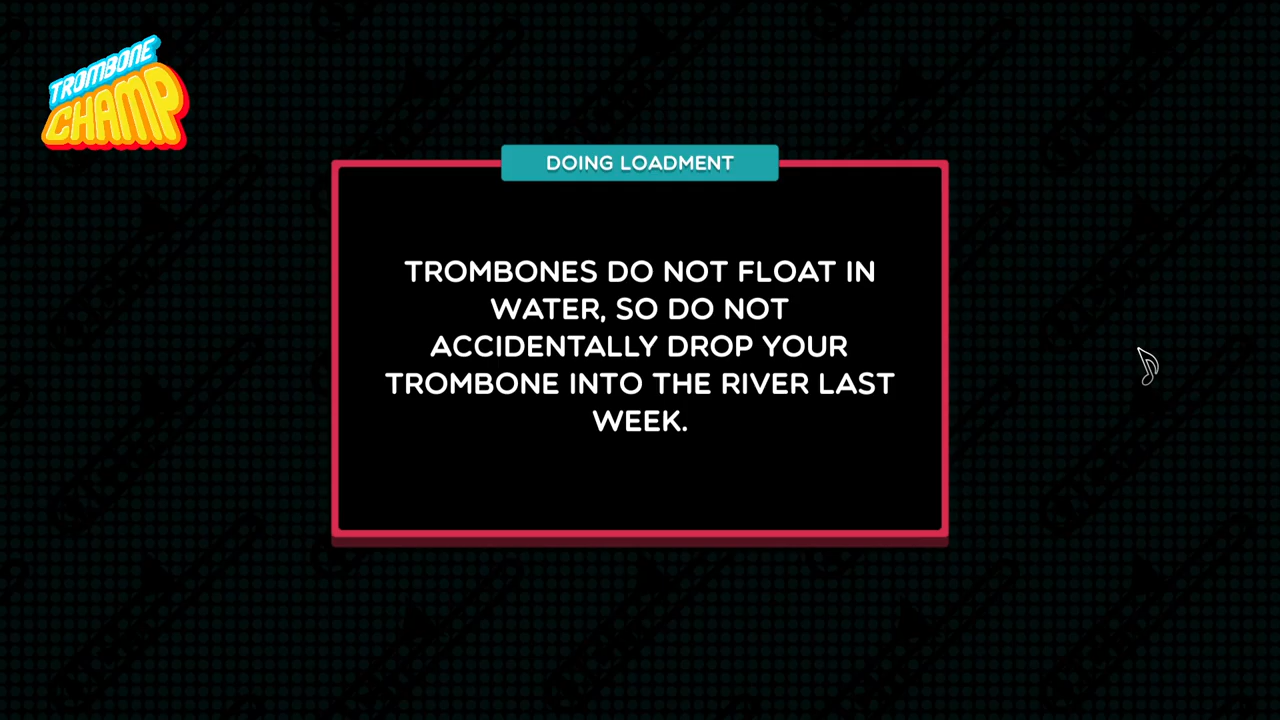 TROMBONE
CHAMP
DOING LOADMENT
TROMBONES DO NOT FLOAT IN
WATER, SO DO NOT
ACCIDENTALLY DROP YOUR
TROMBONE INTO THE RIVER LAST
WEEK.